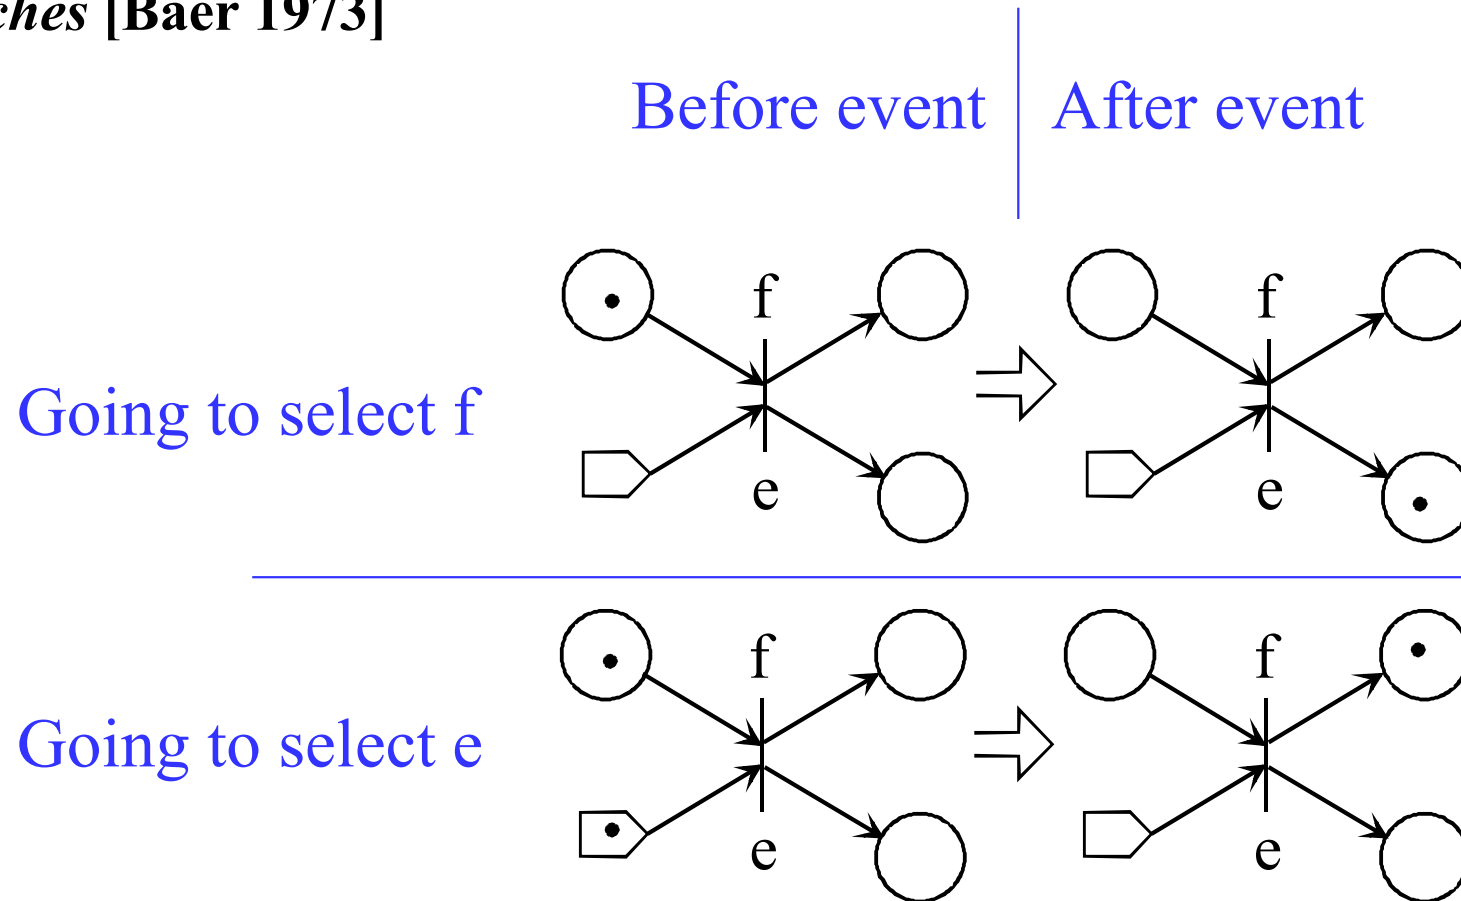 ches [Baer 1973]
Before event After event
f f
Going to select f
e e
f f
Going to select e
e e